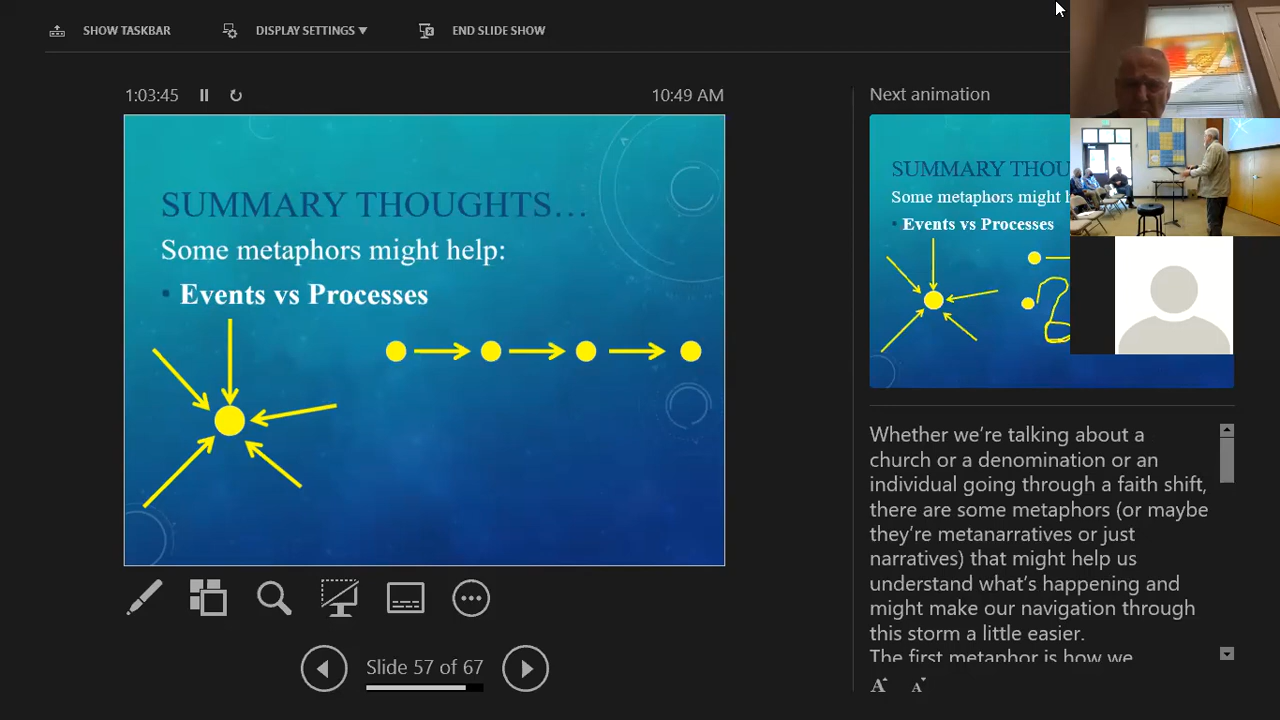 SHOW TASKBAR
DISPLAY SETTINGS
END SLIDE SHOW
1:03:45
10:49 AM
SUMMARY THOUGHTS…
Some metaphors might help:
• Events vs Processes
Slide 57 of 67
Next animation
SUMMARY THOU
Some metaphors might h
• Events vs Processes
Whether we're talking about a
church or a denomination or an
individual going through a faith shift,
there are some metaphors (or maybe
they're metanarratives or just
narratives) that might help us
understand what's happening and
might make our navigation through
this storm a little easier.
The first metaphor is how we
A A